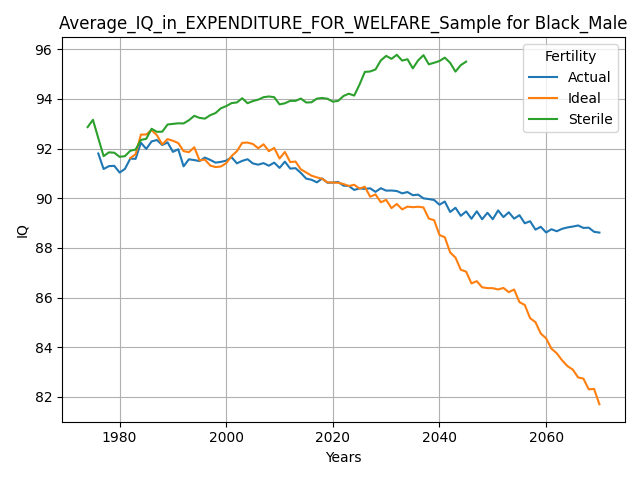 Average_IQ_in_EXPENDITURE_FOR_WELFARE_Sample for Black_Male
Fertility
Actual
Ideal
Sterile
IQ
96
94
92
90
88
86
84
82
1980
2000
2020
2040
2060
Years